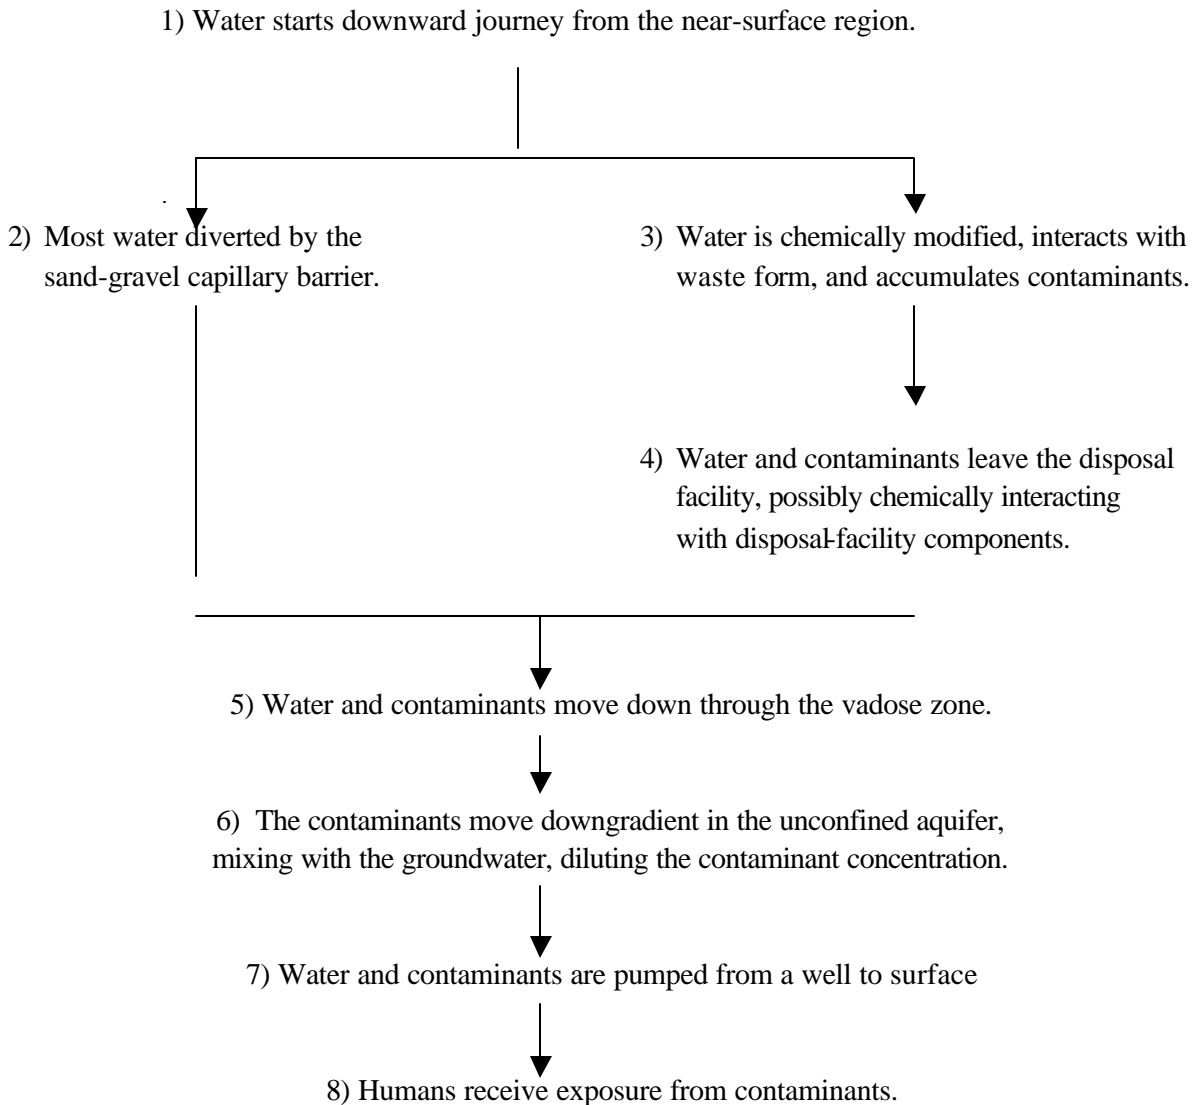 1) Water starts downward journey from the near-surface region.
2) Most water diverted by the
sand-gravel capillary barrier.
3) Water is chemically modified, interacts with
waste form, and accumulates contaminants.
4) Water and contaminants leave the disposal
facility, possibly chemically interacting
with disposal-facility components.
5) Water and contaminants move down through the vadose zone.
6) The contaminants move downgradient in the unconfined aquifer,
mixing with the groundwater, diluting the contaminant concentration.
7) Water and contaminants are pumped from a well to surface
8) Humans receive exposure from contaminants.